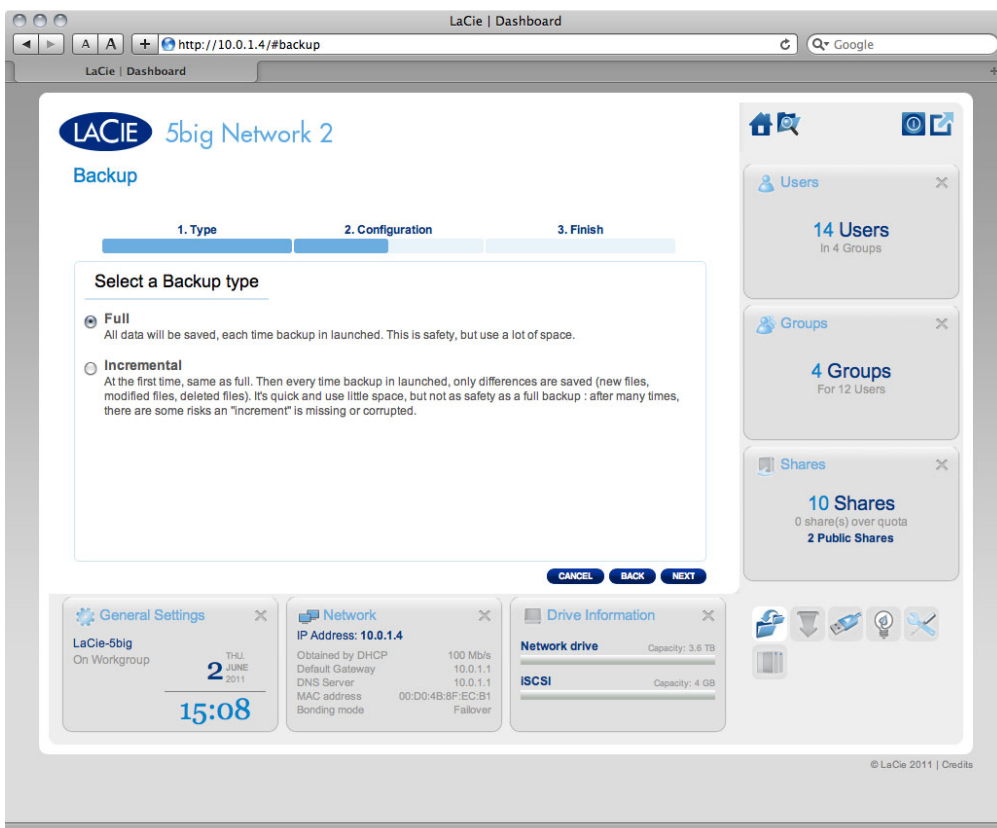 LaCie | Dashboard
A A + http://10.0.1.4/#backup Google
LaCie | Dashboard
LACIE 5big Network 2
Backup
1. Type 2. Configuration 3. Finish
Select a Backup type
Full
All data will be saved, each time backup in launched. This is safety, but use a lot of space.
Incremental
At the first time, same as full. Then every time backup in launched, only differences are saved (new files,
modified files, deleted files). It's quick and use little space, but not as safety as a full backup : after many times,
there are some risks an "increment" is missing or corrupted.
CANCEL BACK NEXT
Users
14 Users
In 4 Groups
Groups
4 Groups
For 12 Users
Shares
10 Shares
0 share(s) over quota
2 Public Shares
General Settings
LaCie-5big
On Workgroup
THU.
2 JUNE
2011
15:08
Network
IP Address: 10.0.1.4
Obtained by DHCP 100 Mb/s
Default Gateway 10.0.1.1
DNS Server 10.0.1.1
MAC address 00:D0:4B:8F:EC:B1
Bonding mode Failover
Drive Information
Network drive Capacity: 3.6 TB
iSCSI Capacity: 4 GB
© LaCie 2011 | Credits